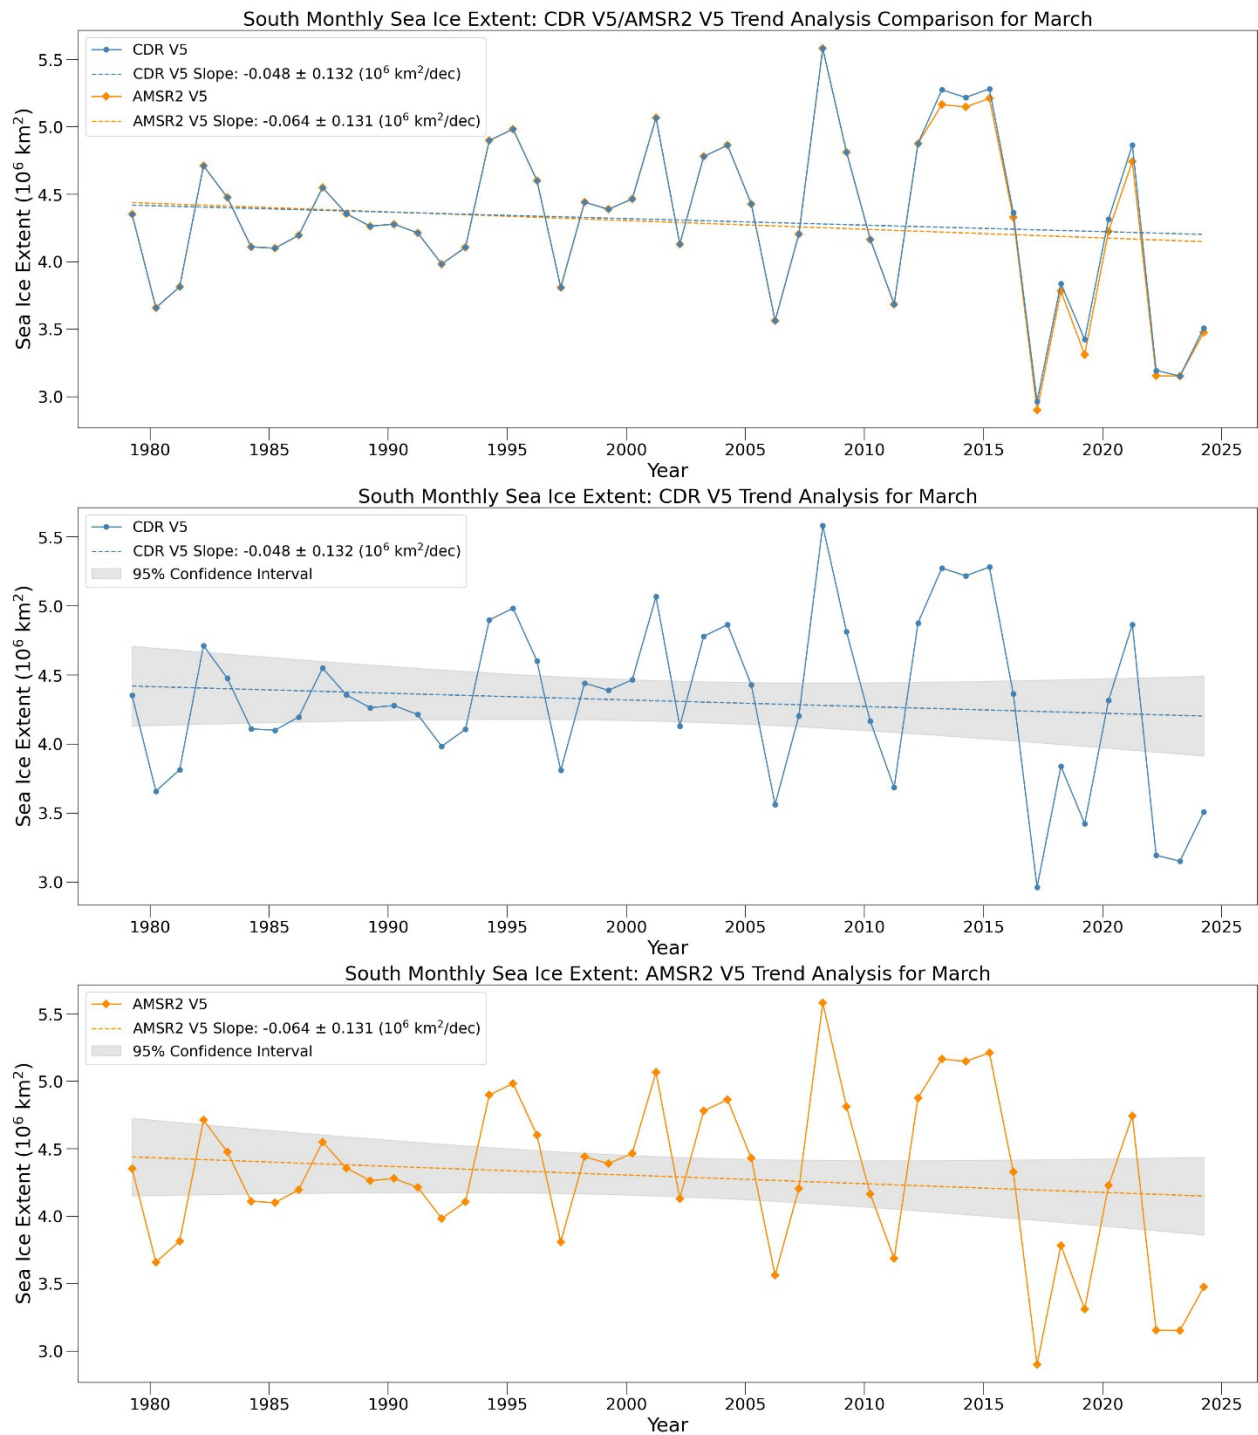 South Monthly Sea Ice Extent: CDR V5/AMSR2 V5 Trend Analysis Comparison for March
CDR V5
CDR V5 Slope: -0.048 ± 0.132 (10⁶ km²/dec)
AMSR2 V5
AMSR2 V5 Slope: -0.064 ± 0.131 (10⁶ km²/dec)
Sea Ice Extent (10⁶ km²)
5.5
5.0
4.5
4.0
3.5
3.0
1980 1985 1990 1995 2000 2005 2010 2015 2020 2025
Year
South Monthly Sea Ice Extent: CDR V5 Trend Analysis for March
CDR V5
CDR V5 Slope: -0.048 ± 0.132 (10⁶ km²/dec)
95% Confidence Interval
Sea Ice Extent (10⁶ km²)
5.5
5.0
4.5
4.0
3.5
3.0
1980 1985 1990 1995 2000 2005 2010 2015 2020 2025
Year
South Monthly Sea Ice Extent: AMSR2 V5 Trend Analysis for March
AMSR2 V5
AMSR2 V5 Slope: -0.064 ± 0.131 (10⁶ km²/dec)
95% Confidence Interval
Sea Ice Extent (10⁶ km²)
5.5
5.0
4.5
4.0
3.5
3.0
1980 1985 1990 1995 2000 2005 2010 2015 2020 2025
Year